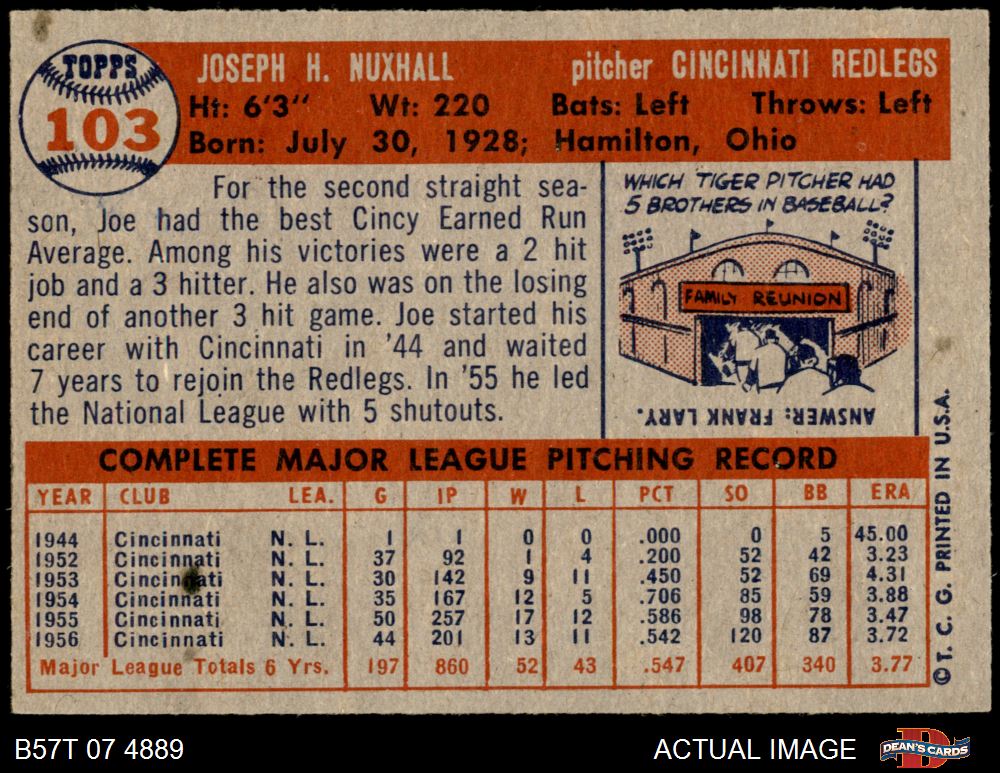 TOPPS
103
JOSEPH H. NUXHALL pitcher CINCINNATI REDLEGS
Ht: 6'3" Wt: 220 Bats: Left Throws: Left
Born: July 30, 1928; Hamilton, Ohio
For the second straight sea-
son, Joe had the best Cincy Earned Run
Average. Among his victories were a 2 hit
job and a 3 hitter. He also was on the losing
end of another 3 hit game. Joe started his
career with Cincinnati in '44 and waited
7 years to rejoin the Redlegs. In '55 he led
the National League with 5 shutouts.
WHICH TIGER PITCHER HAD
5 BROTHERS IN BASEBALL?
FAMILY REUNION
ANSWER: FRANK LARY.
COMPLETE MAJOR LEAGUE PITCHING RECORD
YEAR CLUB LEA. G IP W L PCT SO BB ERA
1944 Cincinnati N. L. 1 1 0 0 .000 0 5 45.00
1952 Cincinnati N. L. 37 92 1 4 .200 52 42 3.23
1953 Cincinnati N. L. 30 142 9 11 .450 52 69 4.31
1954 Cincinnati N. L. 35 167 12 5 .706 85 59 3.88
1955 Cincinnati N. L. 50 257 17 12 .586 98 78 3.47
1956 Cincinnati N. L. 44 201 13 11 .542 120 87 3.72
Major League Totals 6 Yrs. 197 860 52 43 .547 407 340 3.77
© T. C. G. PRINTED IN U.S.A.
B57T 07 4889 ACTUAL IMAGE DEAN'S CARDS